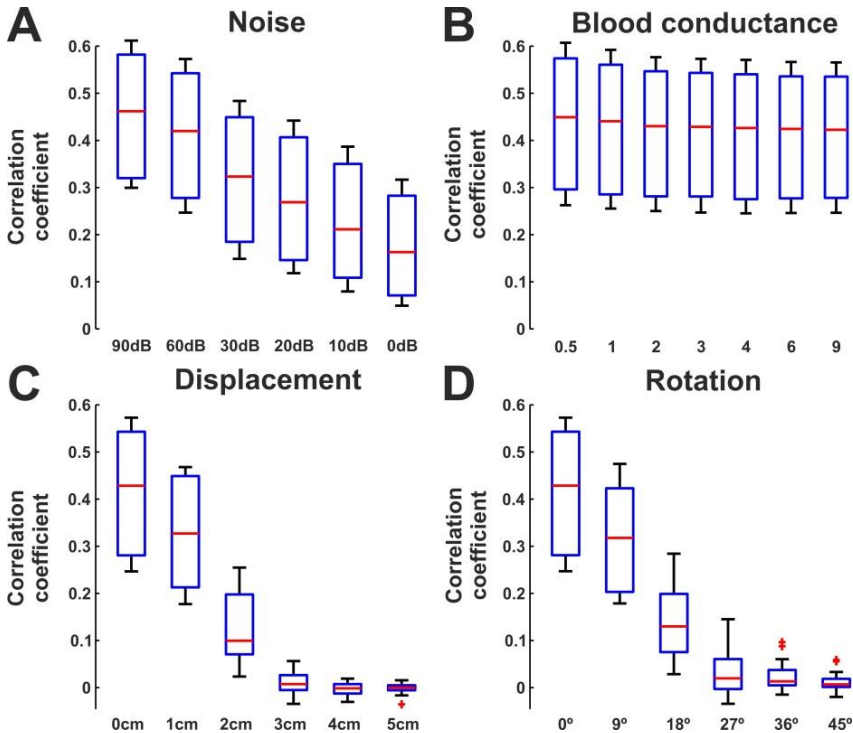 A Noise
Correlation coefficient
0.6
0.5
0.4
0.3
0.2
0.1
0
90dB 60dB 30dB 20dB 10dB 0dB
B Blood conductance
Correlation coefficient
0.6
0.5
0.4
0.3
0.2
0.1
0
0.5 1 2 3 4 6 9
C Displacement
Correlation coefficient
0.6
0.5
0.4
0.3
0.2
0.1
0
0cm 1cm 2cm 3cm 4cm 5cm
D Rotation
Correlation coefficient
0.6
0.5
0.4
0.3
0.2
0.1
0
0º 9º 18º 27º 36º 45º